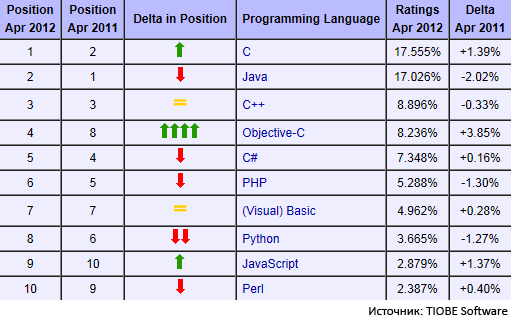 Position Apr 2012 Position Apr 2011 Delta in Position Programming Language Ratings Apr 2012 Delta Apr 2011
1 2 C 17.555% +1.39%
2 1 Java 17.026% -2.02%
3 3 = C++ 8.896% -0.33%
4 8 Objective-C 8.236% +3.85%
5 4 C# 7.348% +0.16%
6 5 PHP 5.288% -1.30%
7 7 = (Visual) Basic 4.962% +0.28%
8 6 Python 3.665% -1.27%
9 10 JavaScript 2.879% +1.37%
10 9 Perl 2.387% +0.40%
Источник: TIOBE Software